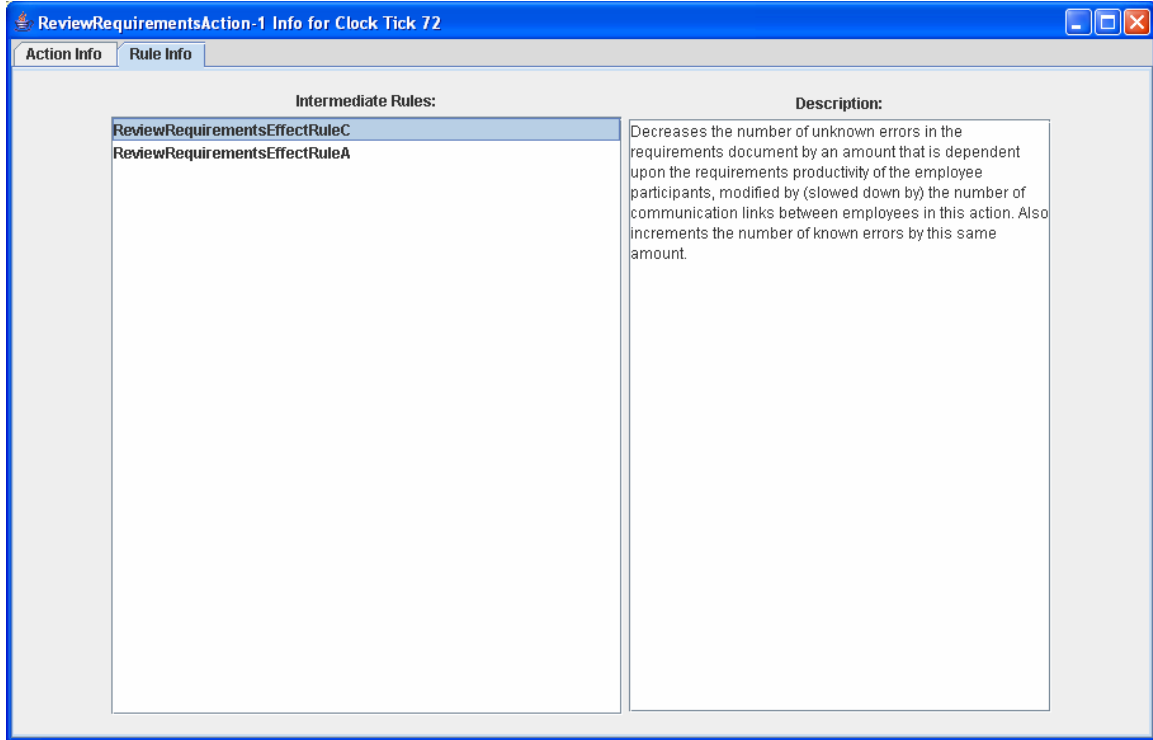 ReviewRequirementsAction-1 Info for Clock Tick 72
Action Info
Rule Info
Intermediate Rules:
ReviewRequirementsEffectRuleC
ReviewRequirementsEffectRuleA
Description:
Decreases the number of unknown errors in the
requirements document by an amount that is dependent
upon the requirements productivity of the employee
participants, modified by (slowed down by) the number of
communication links between employees in this action. Also
increments the number of known errors by this same
amount.